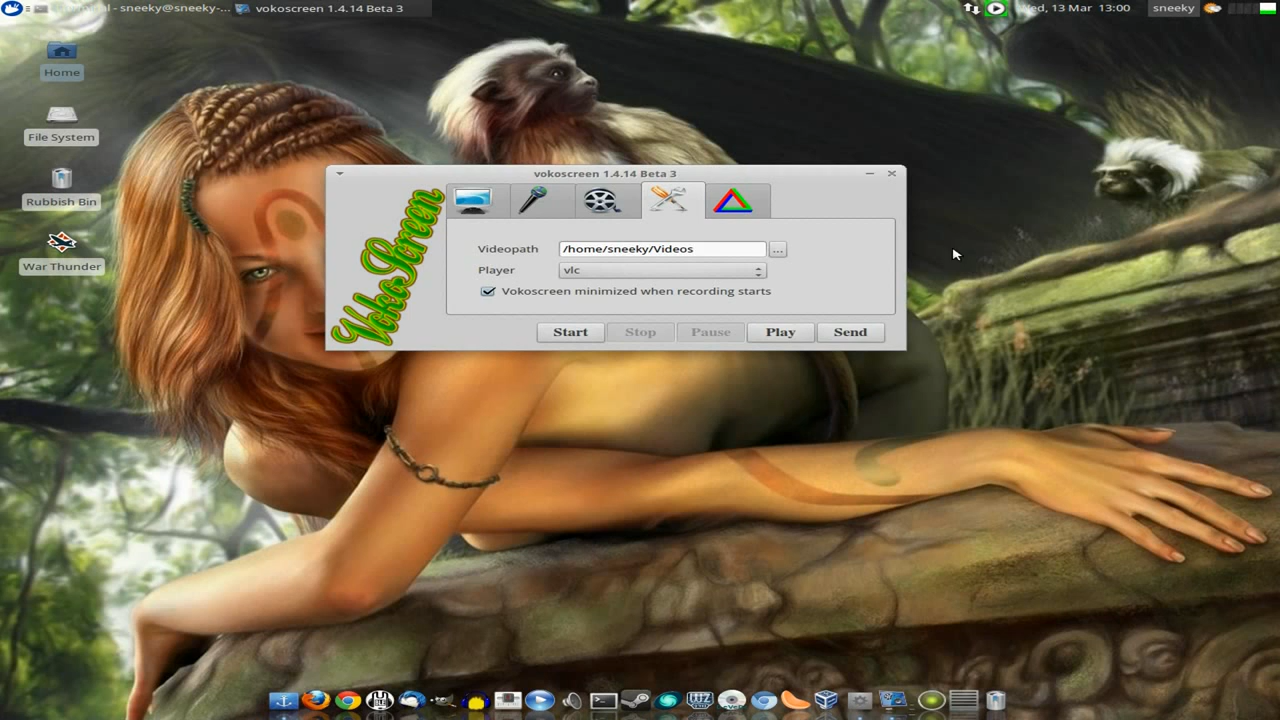 - sneeky@sneeky-...
vokoscreen 1.4.14 Beta 3
Wed, 13 Mar 13:00
sneeky
Home
File System
Rubbish Bin
War Thunder
vokoscreen 1.4.14 Beta 3
VokoScreen
Videopath
/home/sneeky/Videos
...
Player
vlc
Vokoscreen minimized when recording starts
Start
Stop
Pause
Play
Send